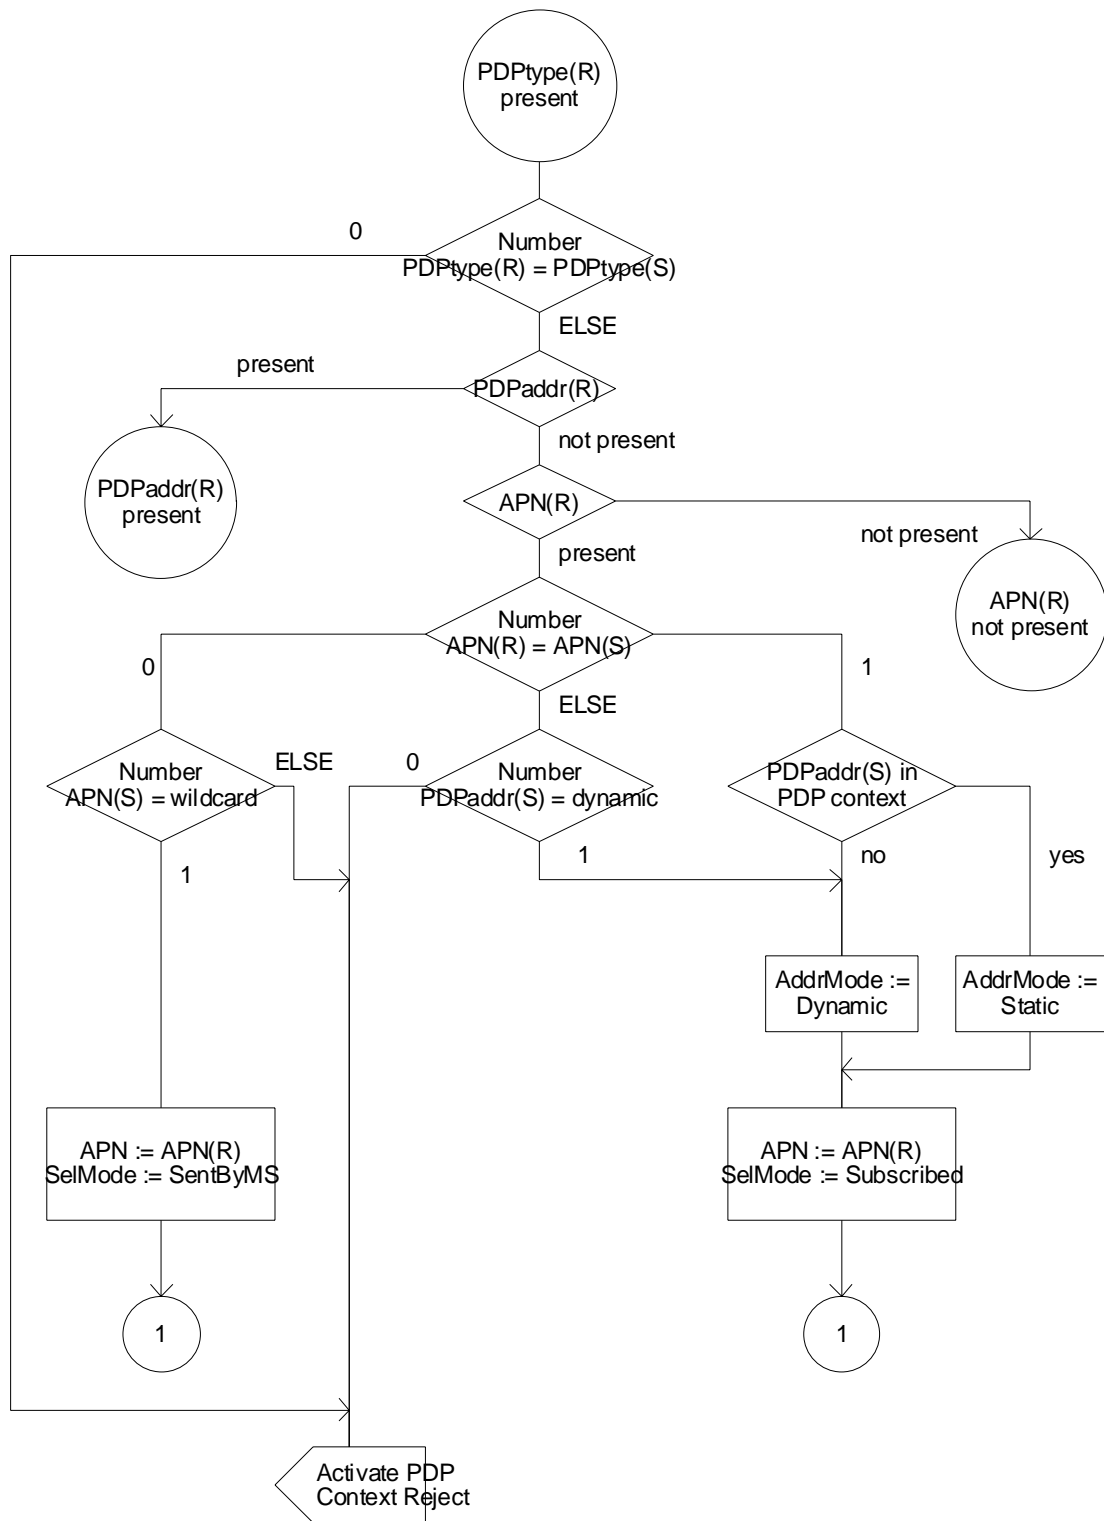 PDPtype(R)
present
0
Number
PDPtype(R) = PDPtype(S)
ELSE
present
PDPaddr(R)
not present
PDPaddr(R)
present
APN(R)
not present
present
APN(R)
not present
Number
APN(R) = APN(S)
0
1
ELSE
Number
APN(S) = wildcard
ELSE
0
Number
PDPaddr(S) = dynamic
PDPaddr(S) in
PDP context
1
1
no
yes
AddrMode :=
Dynamic
AddrMode :=
Static
APN := APN(R)
SelMode := SentByMS
APN := APN(R)
SelMode := Subscribed
1
1
Activate PDP
Context Reject